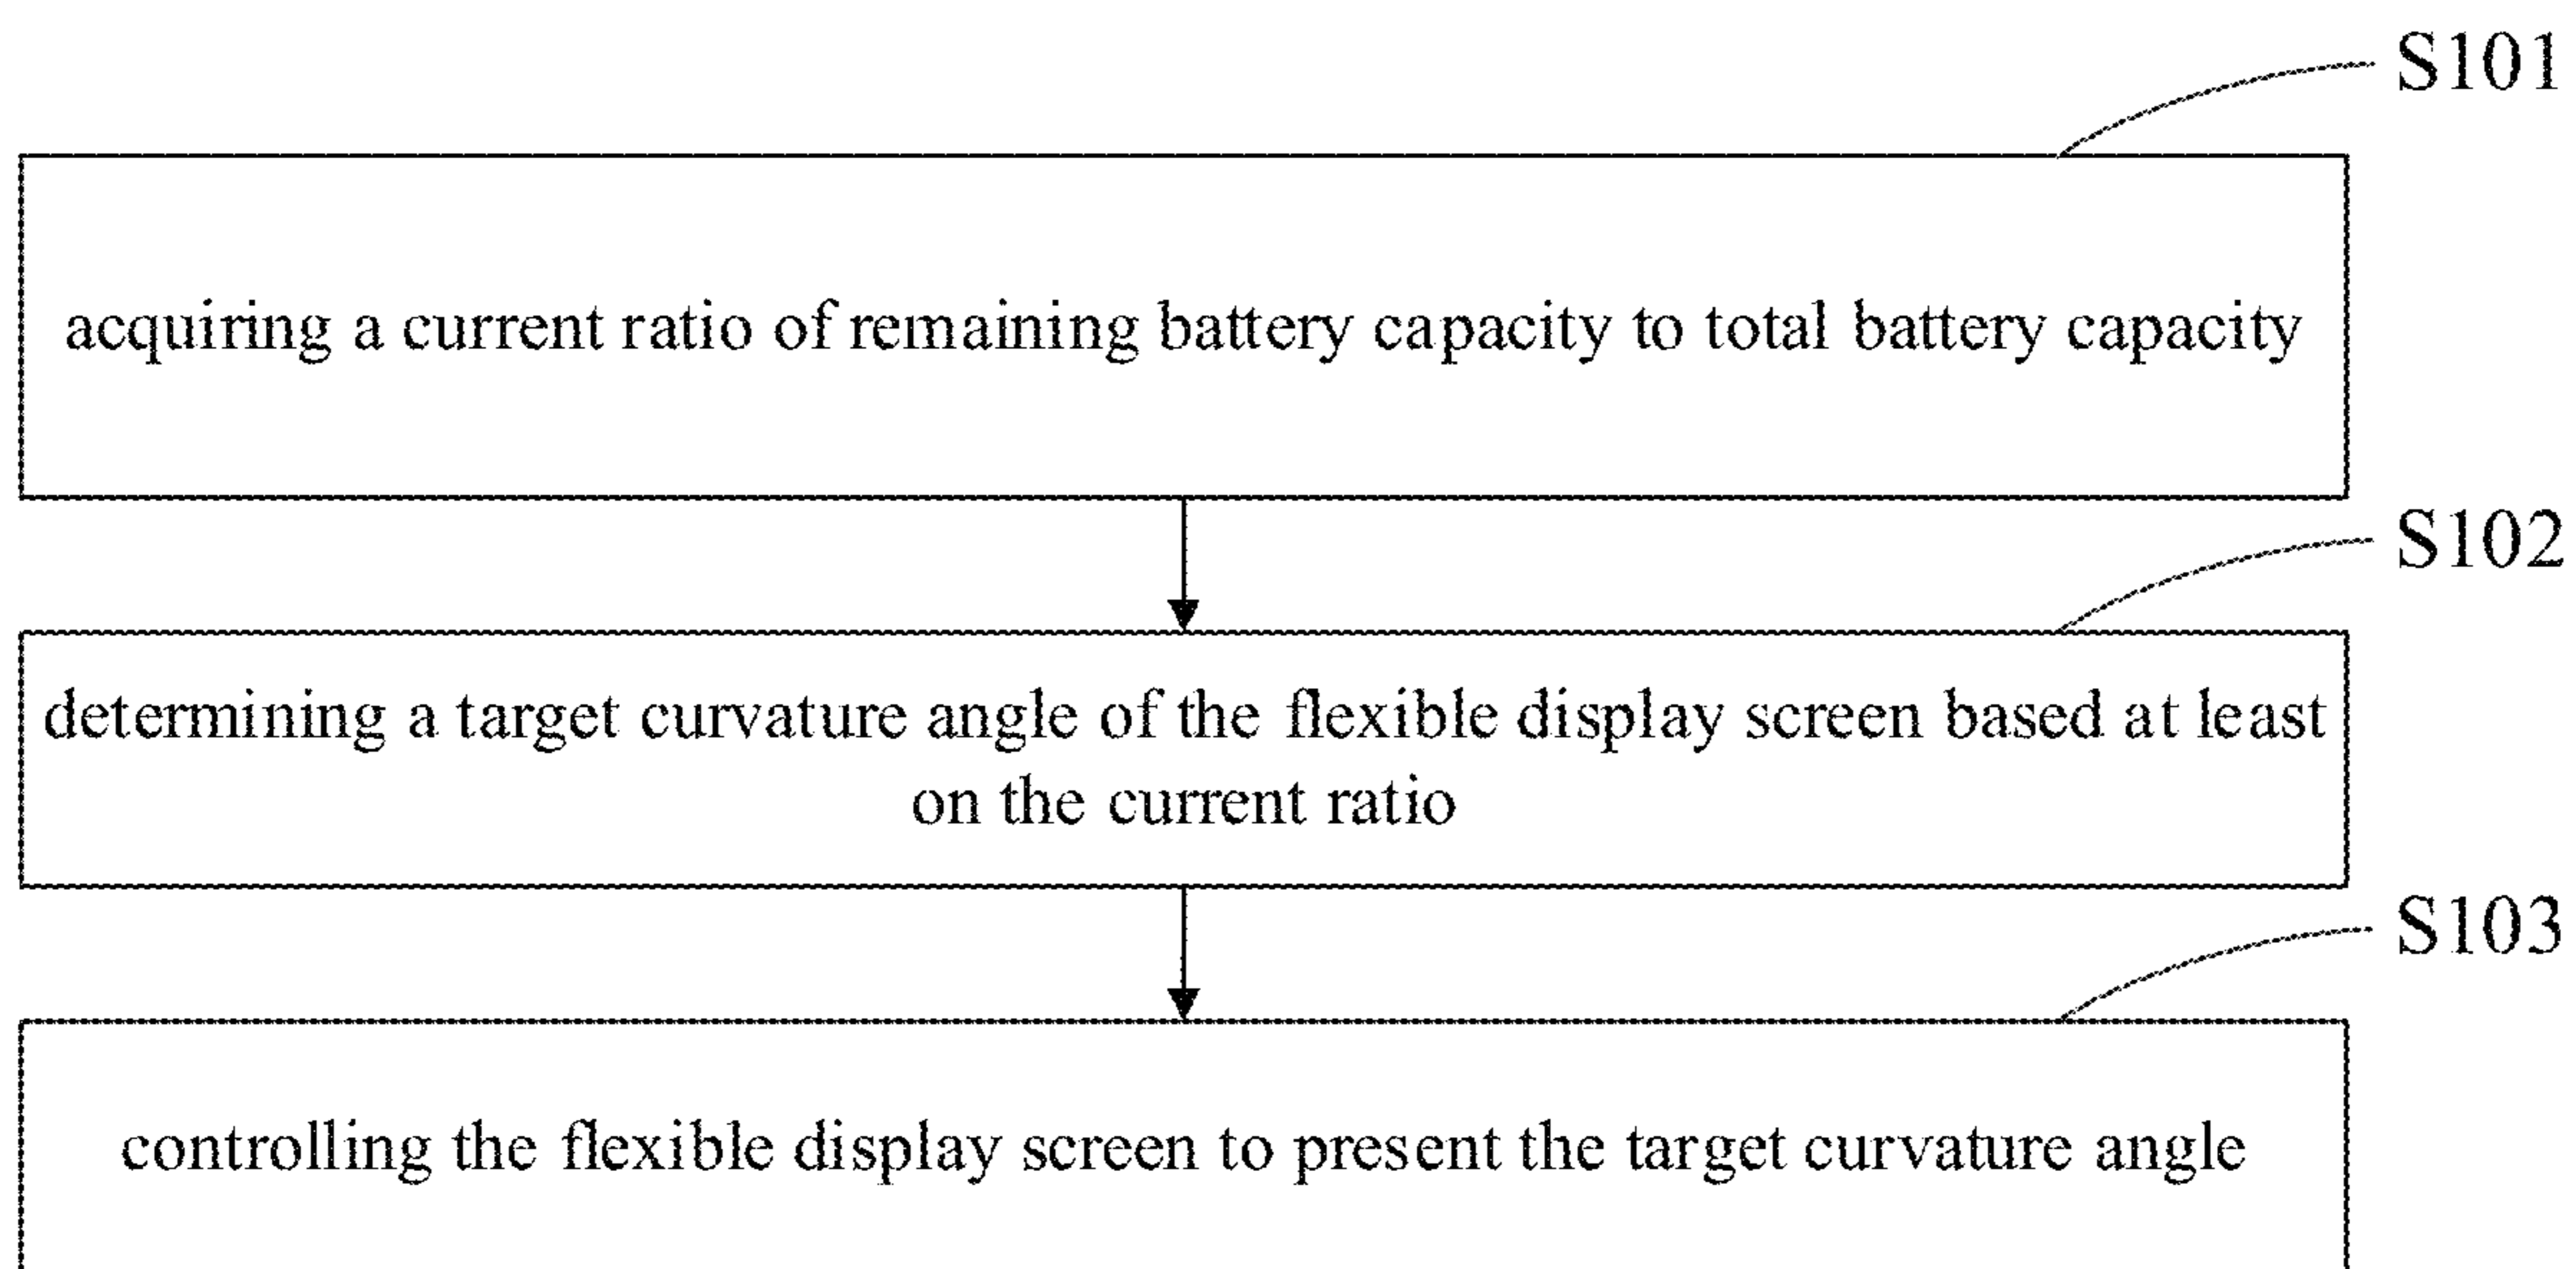 S101
acquiring a current ratio of remaining battery capacity to total battery capacity
S102
determining a target curvature angle of the flexible display screen based at least
on the current ratio
S103
controlling the flexible display screen to present the target curvature angle